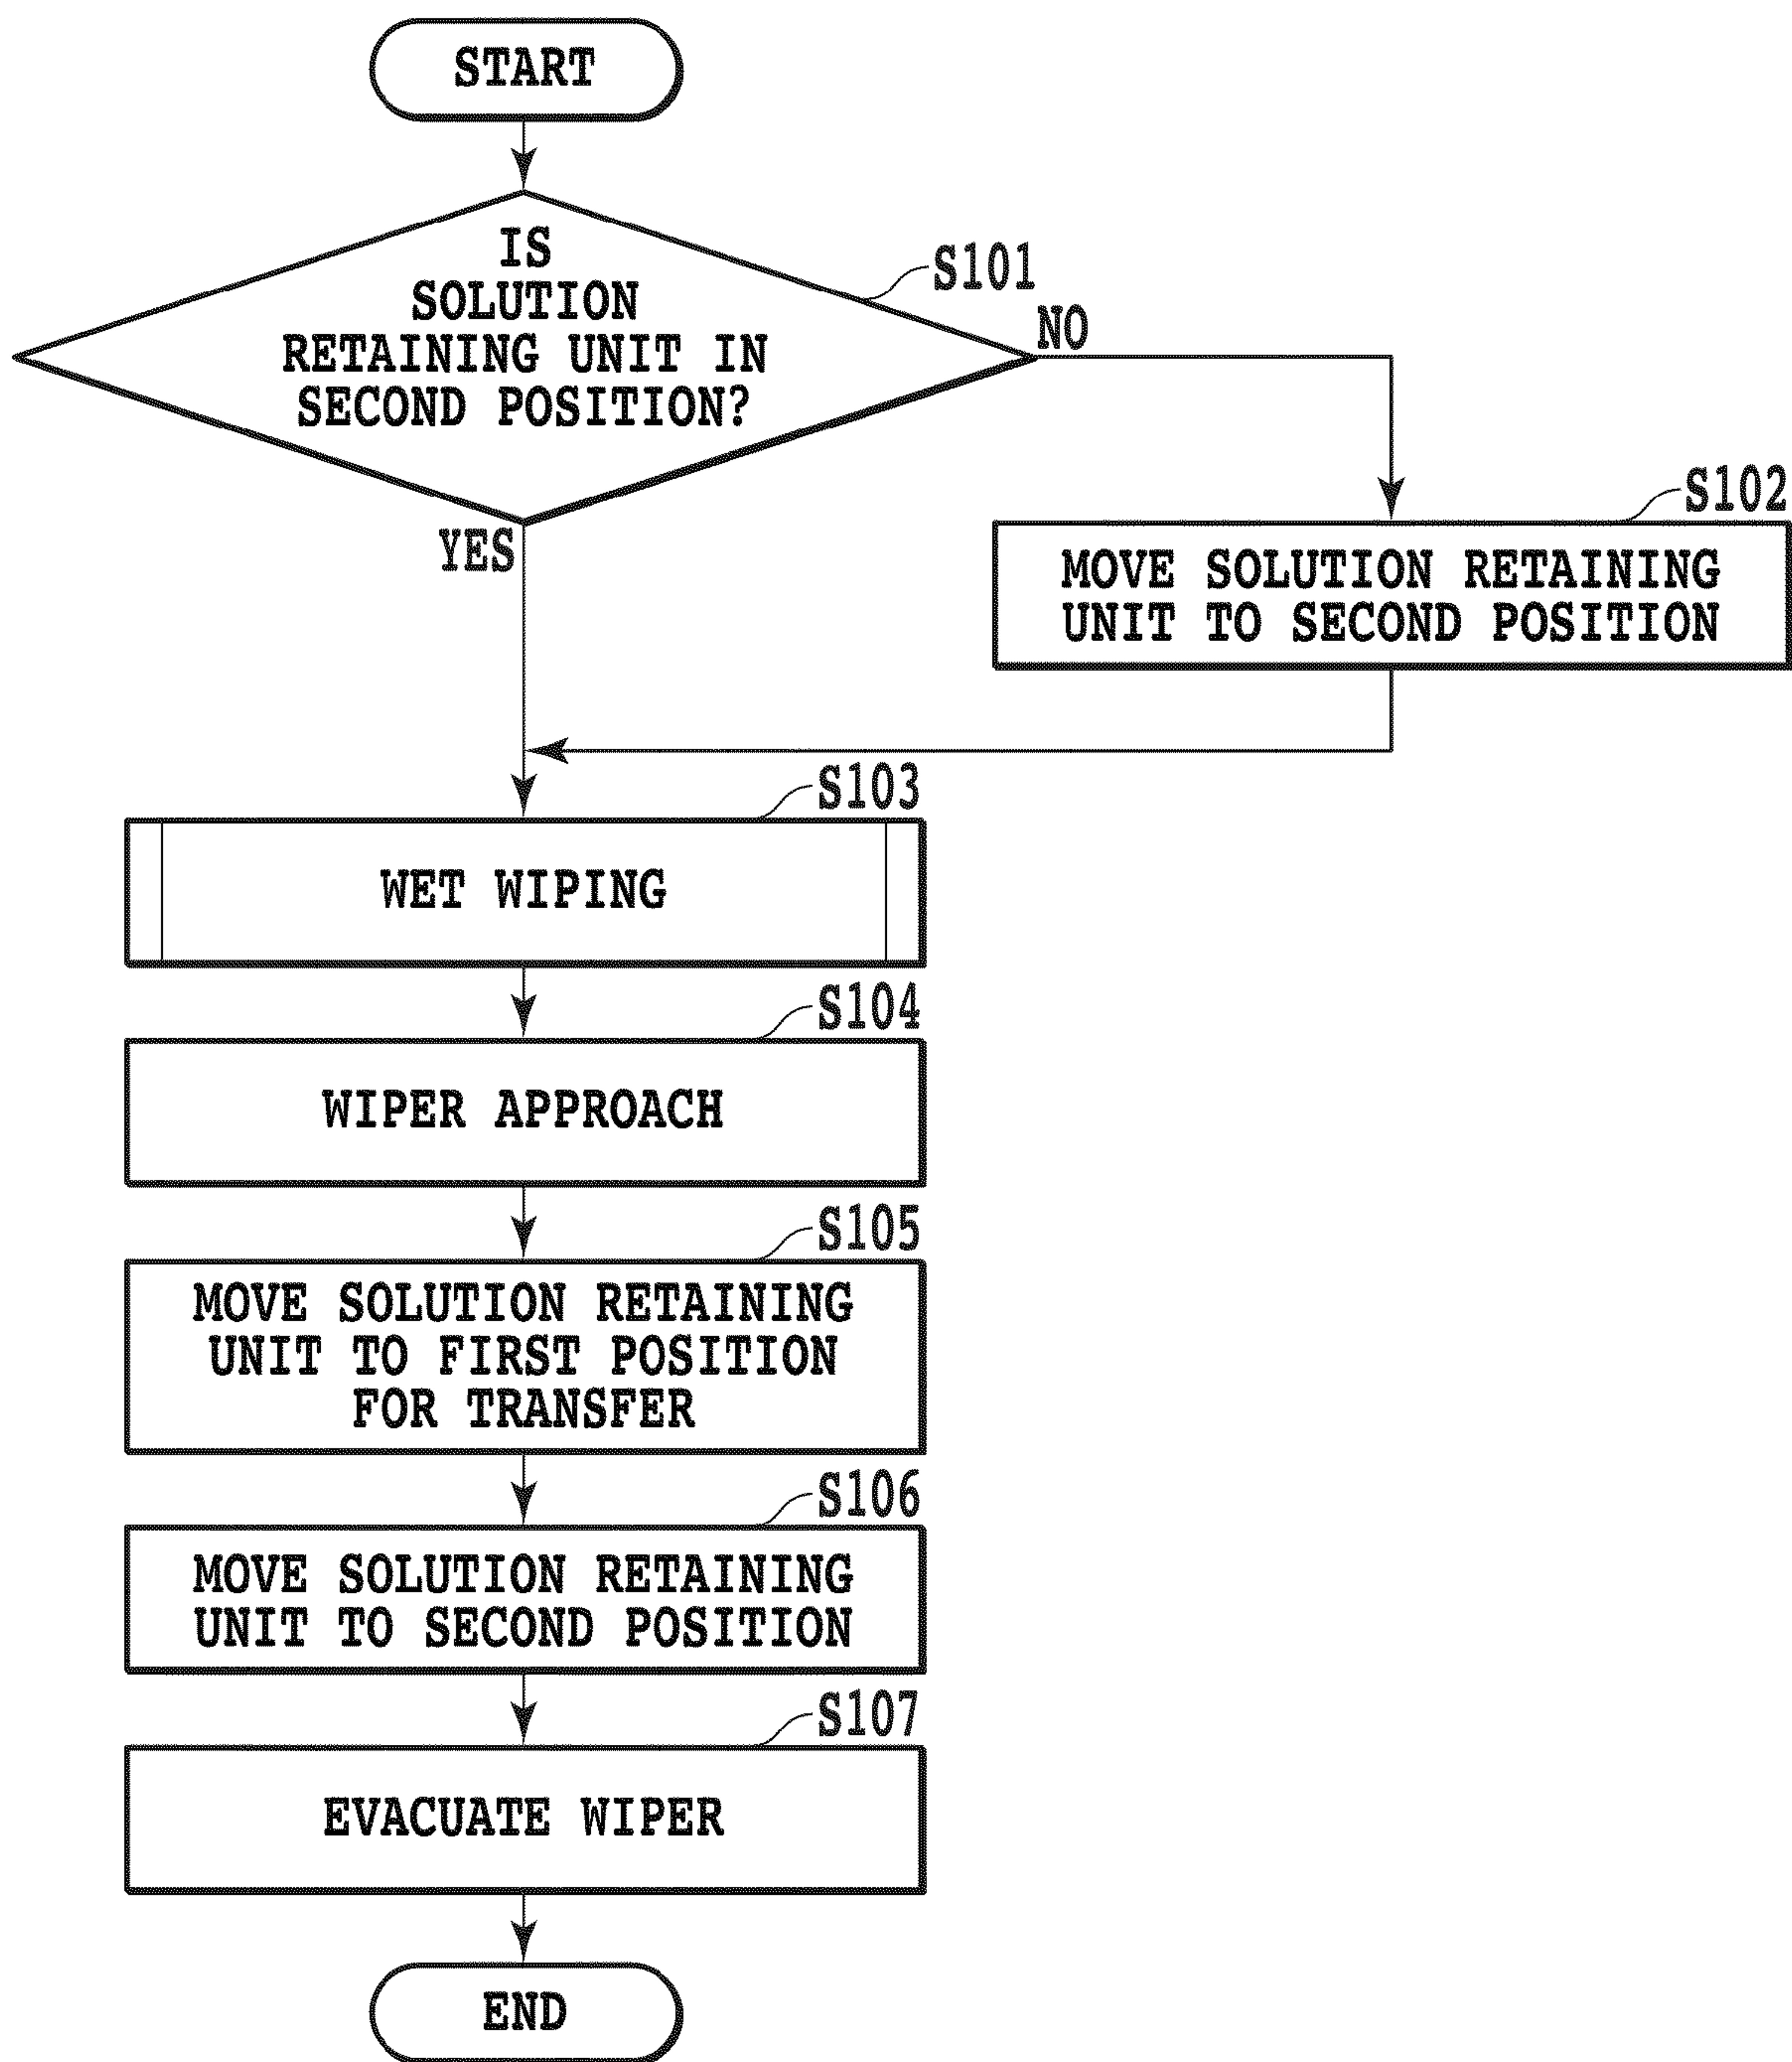 START
IS
SOLUTION
RETAINING UNIT IN
SECOND POSITION?
S101
NO
YES
S102
MOVE SOLUTION RETAINING
UNIT TO SECOND POSITION
S103
WET WIPING
S104
WIPER APPROACH
S105
MOVE SOLUTION RETAINING
UNIT TO FIRST POSITION
FOR TRANSFER
S106
MOVE SOLUTION RETAINING
UNIT TO SECOND POSITION
S107
EVACUATE WIPER
END